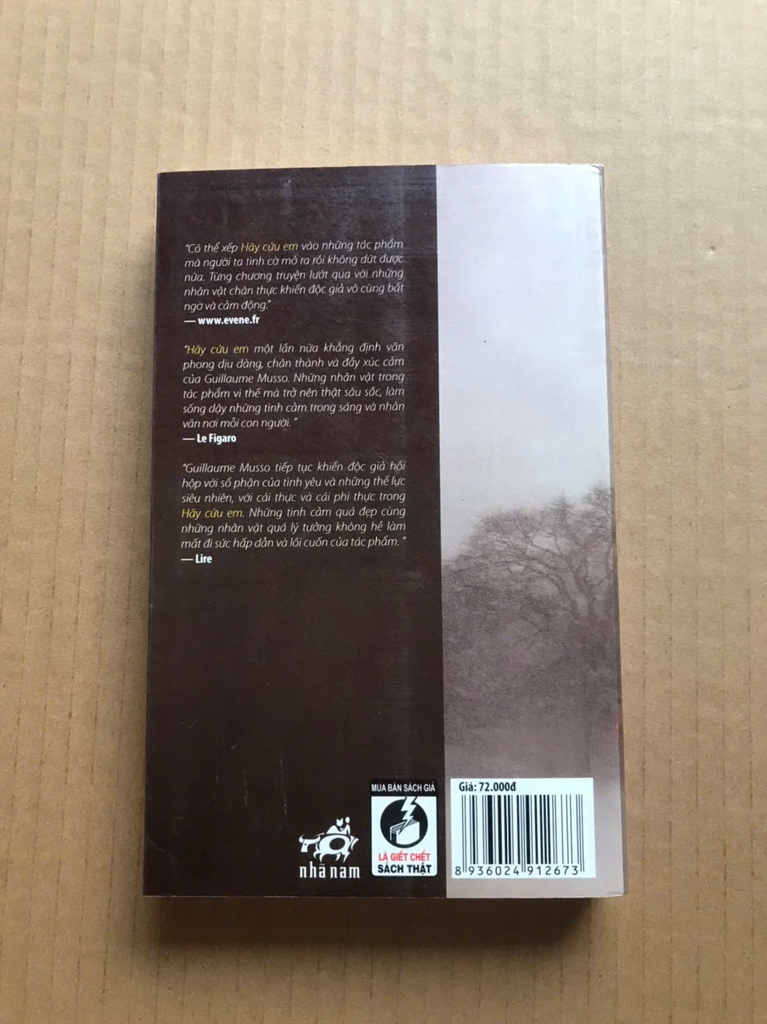 "Có thể xếp Hãy cứu em vào những tác phẩm
mà người ta tình cờ mở ra rồi không dứt được
nữa. Từng chương truyện lướt qua với những
nhân vật chân thực khiến độc giả vô cùng bất
ngờ và cảm động."
— www.evene.fr
"Hãy cứu em một lần nữa khẳng định văn
phong dịu dàng, chân thành và đầy xúc cảm
của Guillaume Musso. Những nhân vật trong
tác phẩm vì thế mà trở nên thật sâu sắc, làm
sống dậy những tình cảm trong sáng và nhân
văn nơi mỗi con người."
— Le Figaro
"Guillaume Musso tiếp tục khiến độc giả hồi
hộp với số phận của tình yêu và những thế lực
siêu nhiên, với cái thực và cái phi thực trong
Hãy cứu em. Những tình cảm quá đẹp cùng
những nhân vật quá lý tưởng không hề làm
mất đi sức hấp dẫn và lôi cuốn của tác phẩm."
— Lire
nhã nam
MUA BÁN SÁCH GIẢ
LÀ GIẾT CHẾT
SÁCH THẬT
Giá: 72.000đ
8 936024 912673